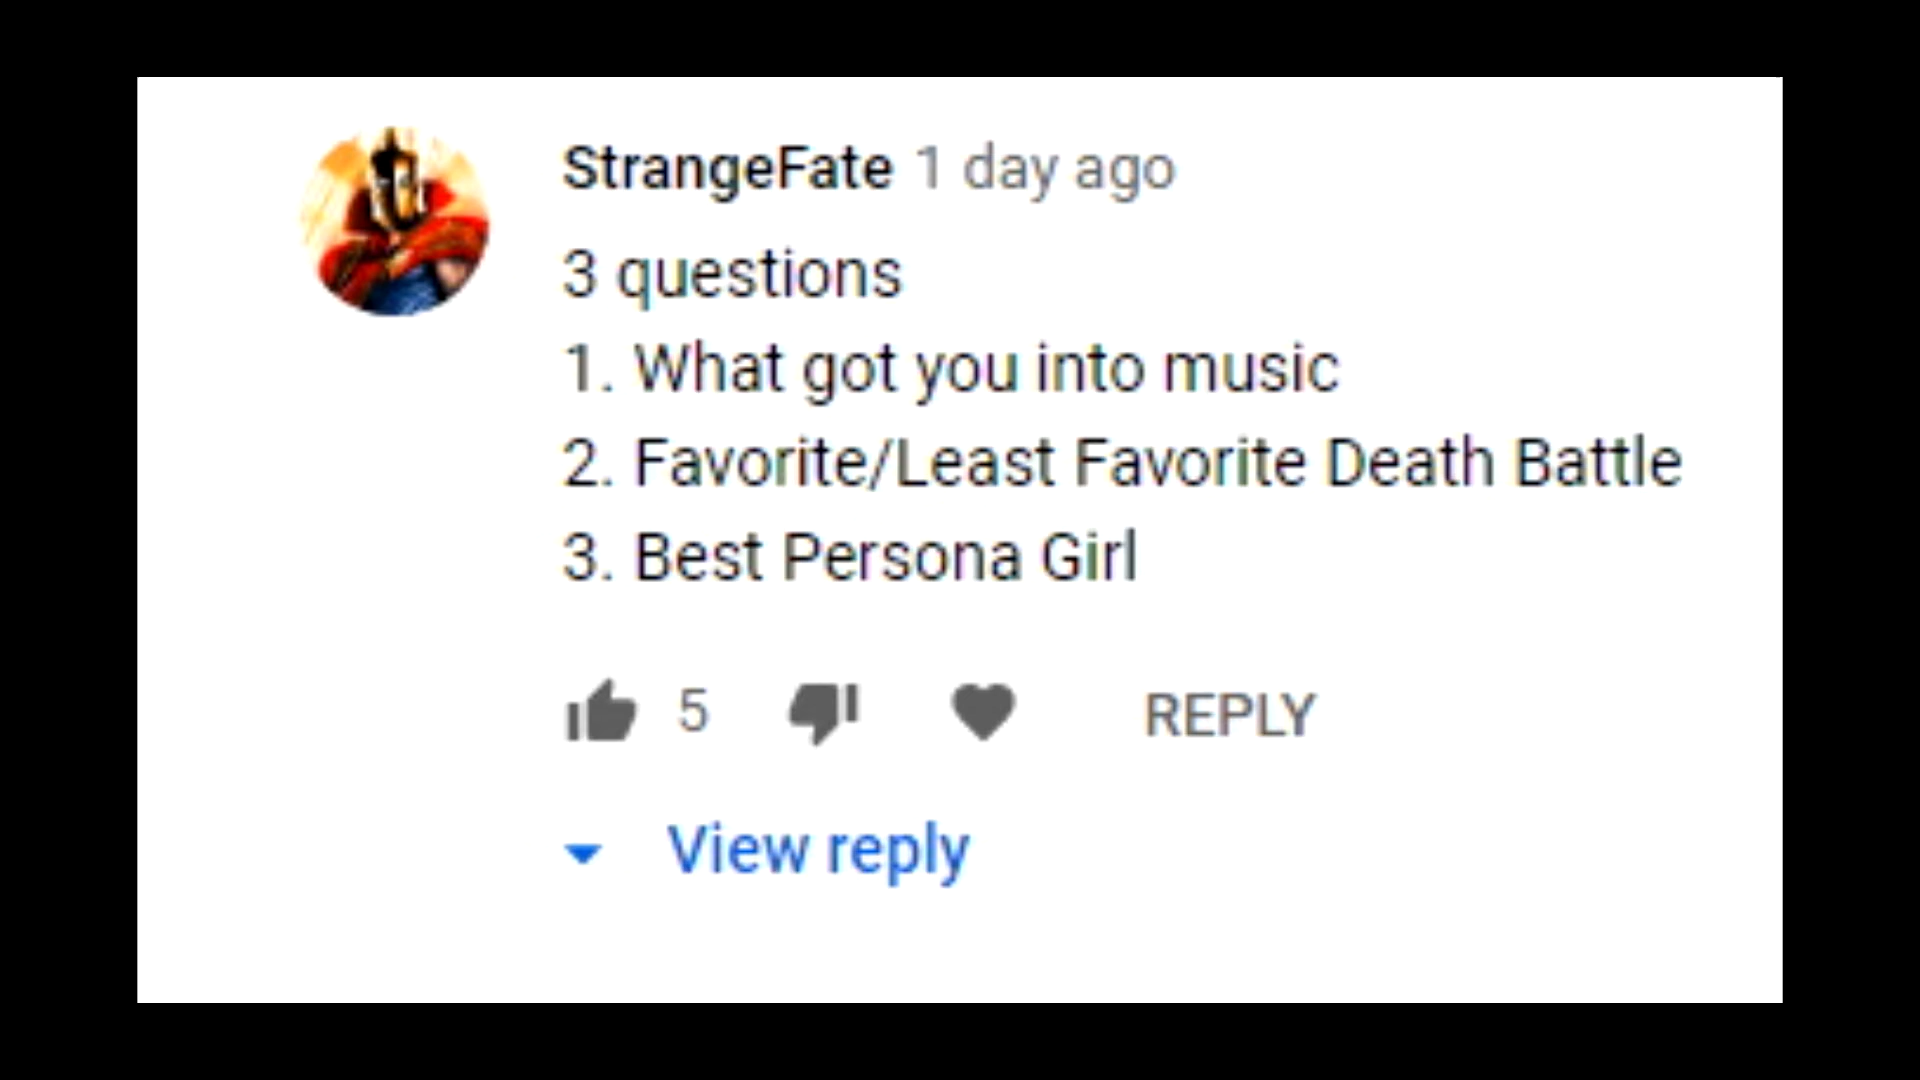 StrangeFate 1 day ago
3 questions
1. What got you into music
2. Favorite/Least Favorite Death Battle
3. Best Persona Girl
5 REPLY
View reply